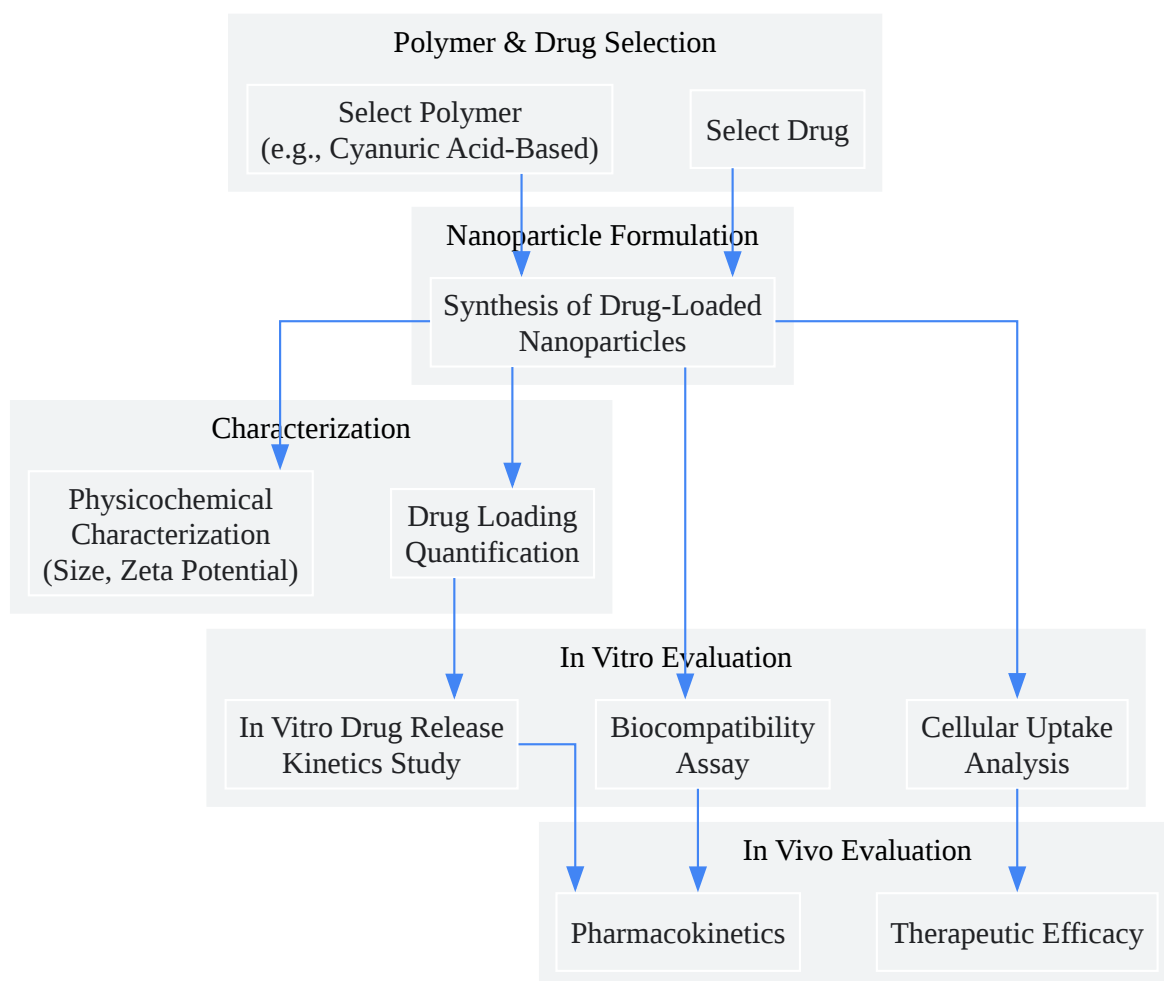 Polymer & Drug Selection
Select Polymer
(e.g., Cyanuric Acid-Based)
Select Drug
Nanoparticle Formulation
Synthesis of Drug-Loaded
Nanoparticles
Characterization
Physicochemical
Characterization
(Size, Zeta Potential)
Drug Loading
Quantification
In Vitro Evaluation
In Vitro Drug Release
Kinetics Study
Biocompatibility
Assay
Cellular Uptake
Analysis
In Vivo Evaluation
Pharmacokinetics
Therapeutic Efficacy